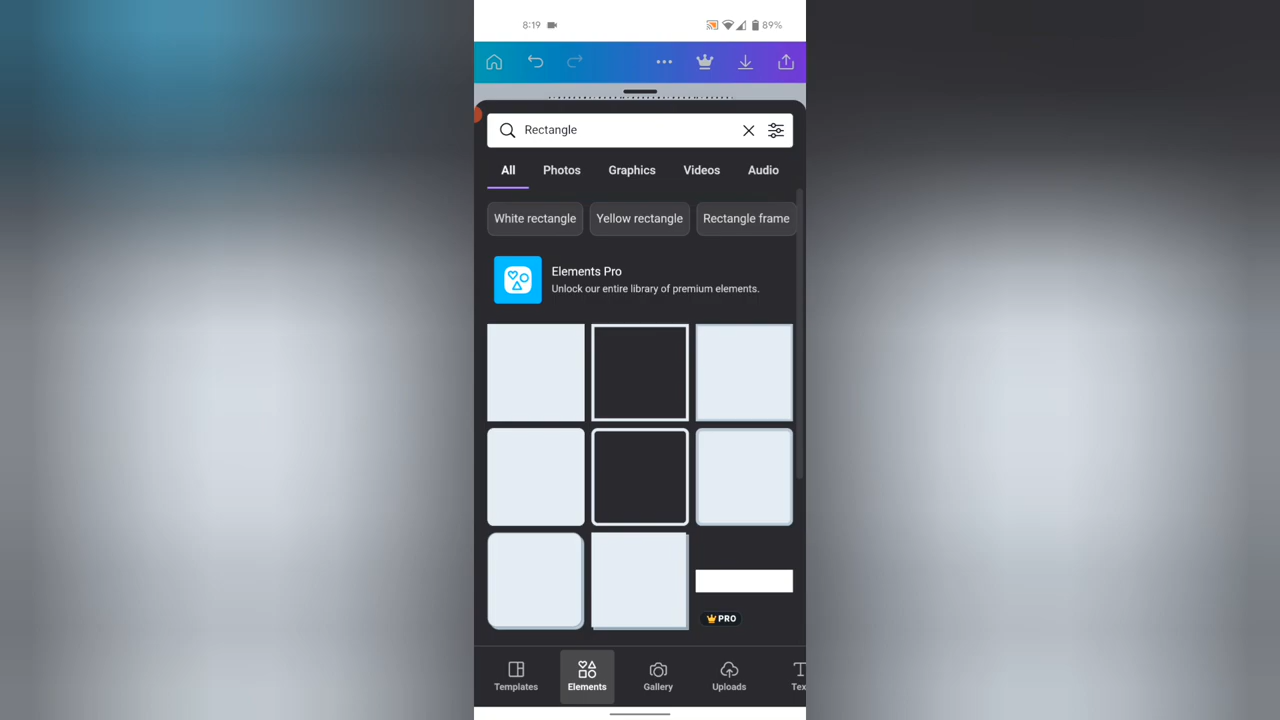 8:19
89%
Rectangle
All Photos Graphics Videos Audio
White rectangle Yellow rectangle Rectangle frame
Elements Pro
Unlock our entire library of premium elements.
PRO
Templates Elements Gallery Uploads Tex